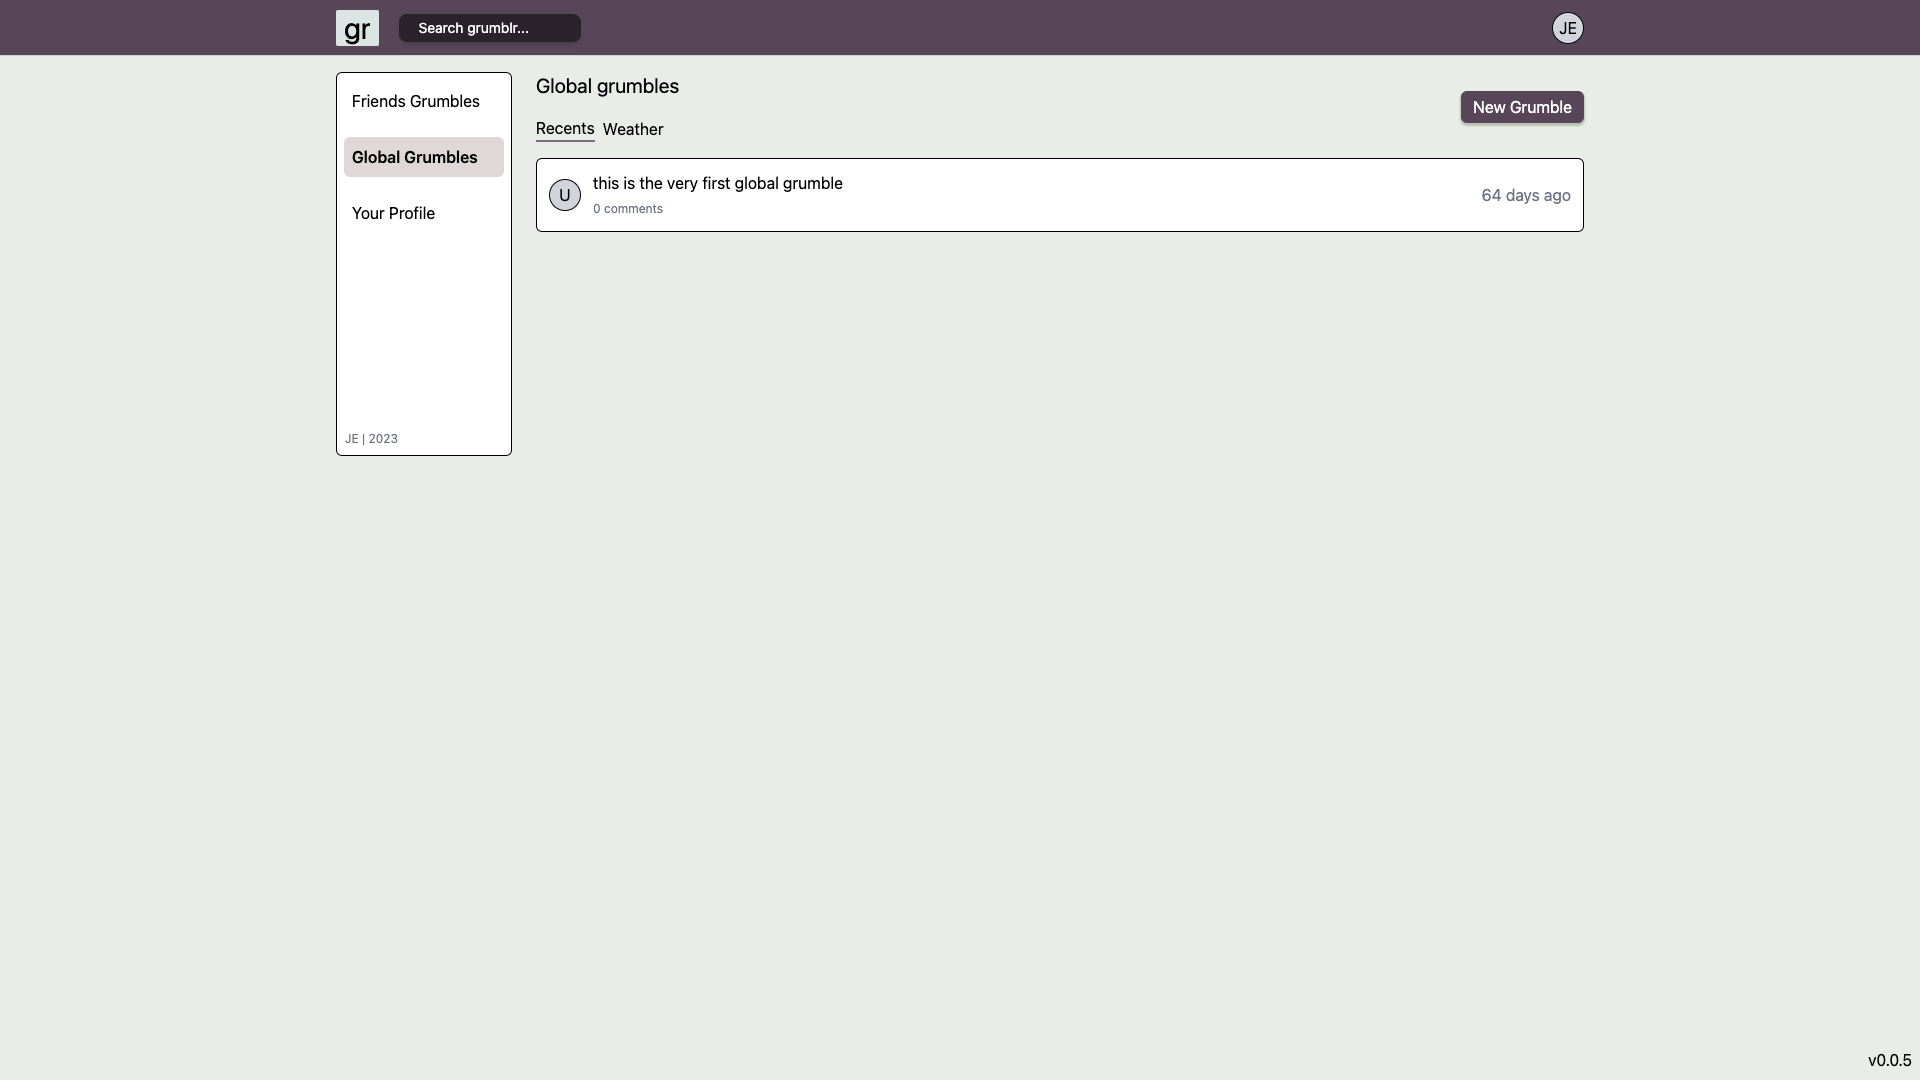 gr
Search grumblr...
JE
Friends Grumbles
Global Grumbles
Your Profile
JE | 2023
Global grumbles
New Grumble
Recents Weather
U
this is the very first global grumble
0 comments
64 days ago
v0.0.5